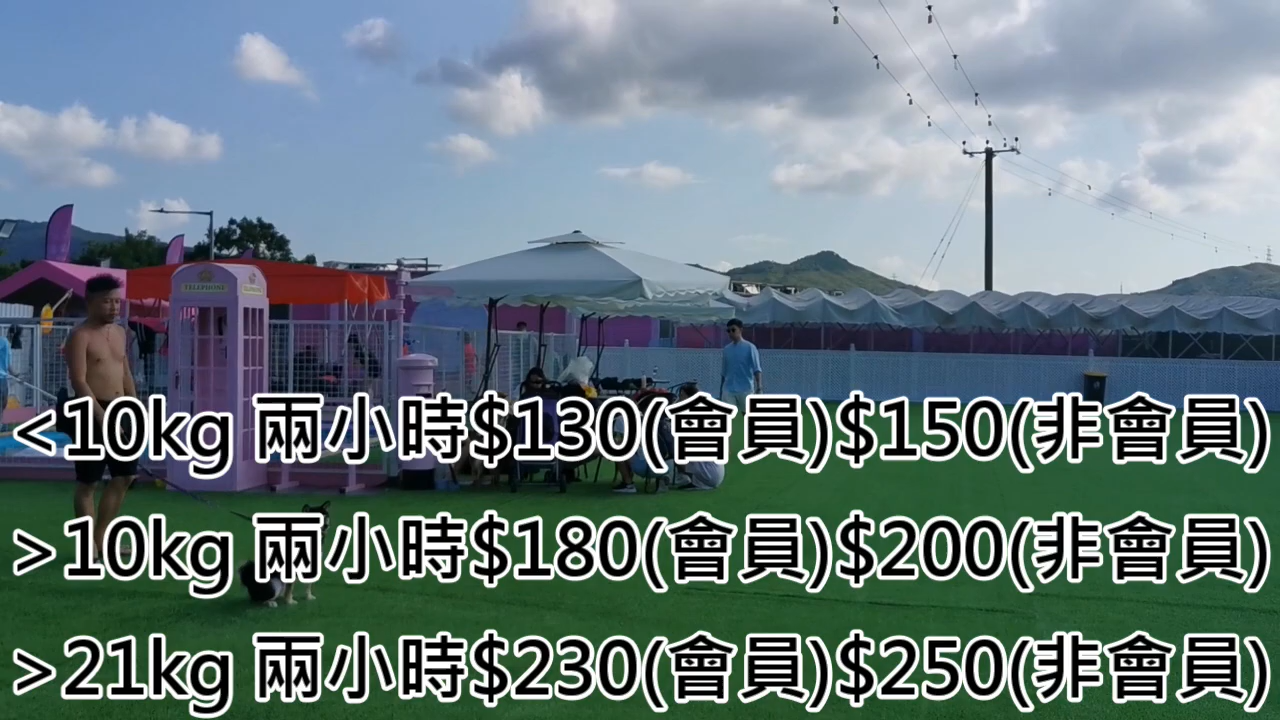 TELEPHONE
<10kg 兩小時$130(會員)$150(非會員)
>10kg 兩小時$180(會員)$200(非會員)
>21kg 兩小時$230(會員)$250(非會員)